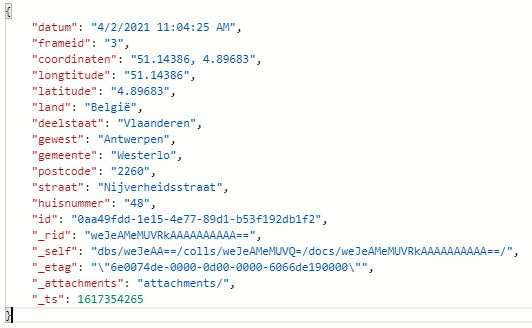 {
"datum": "4/2/2021 11:04:25 AM",
"frameid": "3",
"coordinaten": "51.14386, 4.89683",
"longtitude": "51.14386",
"latitude": "4.89683",
"land": "België",
"deelstaat": "Vlaanderen",
"gewest": "Antwerpen",
"gemeente": "Westerlo",
"postcode": "2260",
"straat": "Nijverheidsstraat",
"huisnummer": "48",
"id": "0aa49fdd-1e15-4e77-89d1-b53f192db1f2",
"_rid": "weJeAMeMUVRkAAAAAAAAAA==",
"_self": "dbs/weJeAA==/colls/weJeAMeMUVQ=/docs/weJeAMeMUVRkAAAAAAAAAA==/",
"_etag": "\"6e0074de-0000-0d00-0000-6066de190000\"",
"_attachments": "attachments/",
"_ts": 1617354265
}